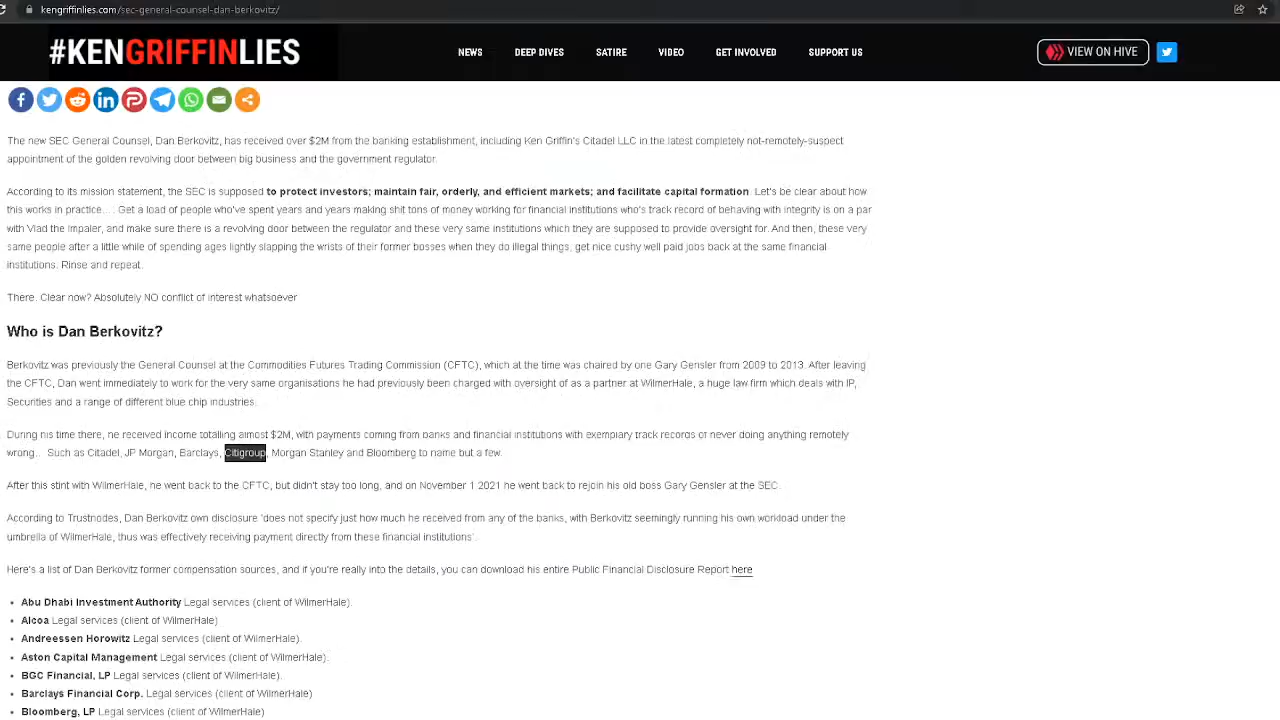 kengriffinlies.com/sec-general-counsel-dan-berkovitz/
#KENGRIFFINLIES
NEWS DEEP DIVES SATIRE VIDEO GET INVOLVED SUPPORT US
VIEW ON HIVE
The new SEC General Counsel, Dan Berkovitz, has received over $2M from the banking establishment, including Ken Griffin's Citadel LLC in the latest completely not-remotely-suspect
appointment of the golden revolving door between big business and the government regulator.
According to its mission statement, the SEC is supposed to protect investors; maintain fair, orderly, and efficient markets; and facilitate capital formation. Let's be clear about how
this works in practice…. Get a load of people who've spent years and years making shit tons of money working for financial institutions who's track record of behaving with integrity is on a par
with Vlad the Impaler, and make sure there is a revolving door between the regulator and these very same institutions which they are supposed to provide oversight for. And then, these very
same people after a little while of spending ages lightly slapping the wrists of their former bosses when they do illegal things, get nice cushy well paid jobs back at the same financial
institutions. Rinse and repeat.
There. Clear now? Absolutely NO conflict of interest whatsoever
Who is Dan Berkovitz?
Berkovitz was previously the General Counsel at the Commodities Futures Trading Commission (CFTC), which at the time was chaired by one Gary Gensler from 2009 to 2013. After leaving
the CFTC, Dan went immediately to work for the very same organisations he had previously been charged with oversight of as a partner at WilmerHale, a huge law firm which deals with IP,
Securities and a range of different blue chip industries.
During his time there, he received income totalling almost $2M, with payments coming from banks and financial institutions with exemplary track records of never doing anything remotely
wrong… Such as Citadel, JP Morgan, Barclays, Citigroup, Morgan Stanley and Bloomberg to name but a few.
After this stint with WilmerHale, he went back to the CFTC, but didn't stay too long, and on November 1 2021 he went back to rejoin his old boss Gary Gensler at the SEC.
According to Trustnodes, Dan Berkovitz own disclosure 'does not specify just how much he received from any of the banks, with Berkovitz seemingly running his own workload under the
umbrella of WilmerHale, thus was effectively receiving payment directly from these financial institutions'.
Here's a list of Dan Berkovitz former compensation sources, and if you're really into the details, you can download his entire Public Financial Disclosure Report here
• Abu Dhabi Investment Authority Legal services (client of WilmerHale).
• Alcoa Legal services (client of WilmerHale)
• Andreessen Horowitz Legal services (client of WilmerHale).
• Aston Capital Management Legal services (client of WilmerHale).
• BGC Financial, LP Legal services (client of WilmerHale).
• Barclays Financial Corp. Legal services (client of WilmerHale)
• Bloomberg, LP Legal services (client of WilmerHale)